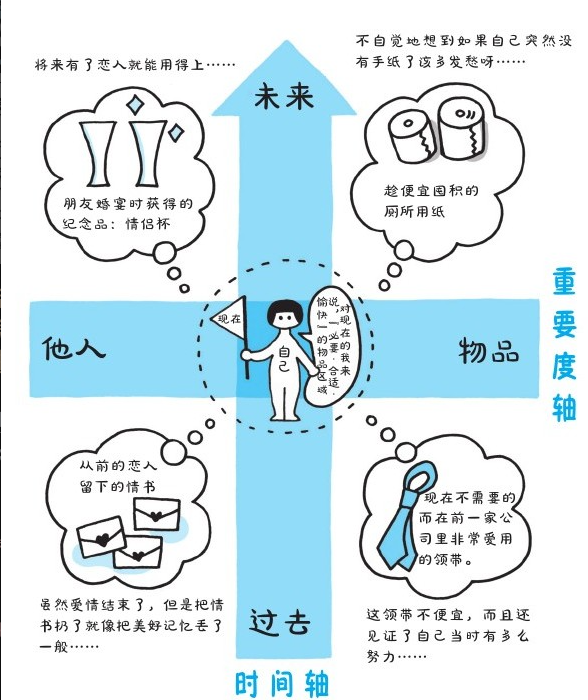 将来有了恋人就能用得上……
不自觉地想到如果自己突然没
有手纸了该多发愁呀……
未来
朋友婚宴时获得的
纪念品：情侣杯
趁便宜囤积的
厕所用纸
现在
对现在的我来
说，『必要·合适·
愉快』的物品区域
自己
他人
物品
重要度轴
从前的恋人
留下的情书
现在不需要的
而在前一家公
司里非常爱用
的领带。
虽然爱情结束了，但是把情
书扔了就像把美好记忆丢了
一般……
过去
这领带不便宜，而且还
见证了自己当时有多么
努力……
时间轴